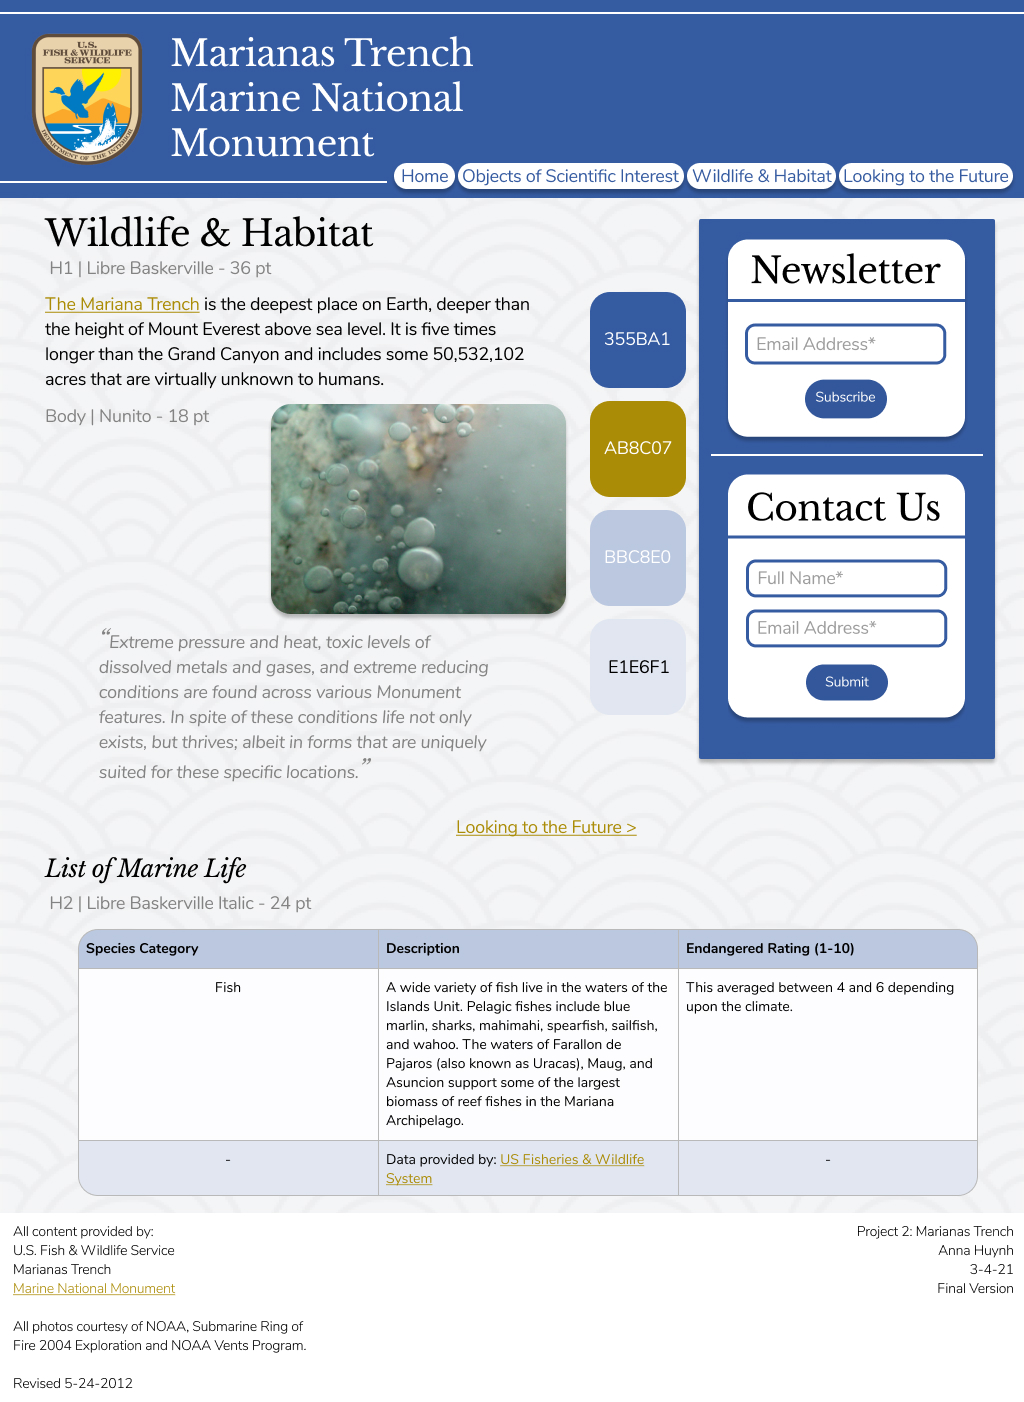 U.S.
FISH & WILDLIFE
SERVICE
DEPARTMENT OF THE INTERIOR
Marianas Trench
Marine National
Monument
Home
Objects of Scientific Interest
Wildlife & Habitat
Looking to the Future
Wildlife & Habitat
H1 | Libre Baskerville - 36 pt
The Mariana Trench is the deepest place on Earth, deeper than
the height of Mount Everest above sea level. It is five times
longer than the Grand Canyon and includes some 50,532,102
acres that are virtually unknown to humans.
Body | Nunito - 18 pt
“Extreme pressure and heat, toxic levels of
dissolved metals and gases, and extreme reducing
conditions are found across various Monument
features. In spite of these conditions life not only
exists, but thrives; albeit in forms that are uniquely
suited for these specific locations.”
355BA1
AB8C07
BBC8E0
E1E6F1
Newsletter
Email Address*
Subscribe
Contact Us
Full Name*
Email Address*
Submit
Looking to the Future >
List of Marine Life
H2 | Libre Baskerville Italic - 24 pt
Species Category
Description
Endangered Rating (1-10)
Fish
A wide variety of fish live in the waters of the
Islands Unit. Pelagic fishes include blue
marlin, sharks, mahimahi, spearfish, sailfish,
and wahoo. The waters of Farallon de
Pajaros (also known as Uracas), Maug, and
Asuncion support some of the largest
biomass of reef fishes in the Mariana
Archipelago.
This averaged between 4 and 6 depending
upon the climate.
-
Data provided by: US Fisheries & Wildlife
System
-
All content provided by:
U.S. Fish & Wildlife Service
Marianas Trench
Marine National Monument
All photos courtesy of NOAA, Submarine Ring of
Fire 2004 Exploration and NOAA Vents Program.
Revised 5-24-2012
Project 2: Marianas Trench
Anna Huynh
3-4-21
Final Version